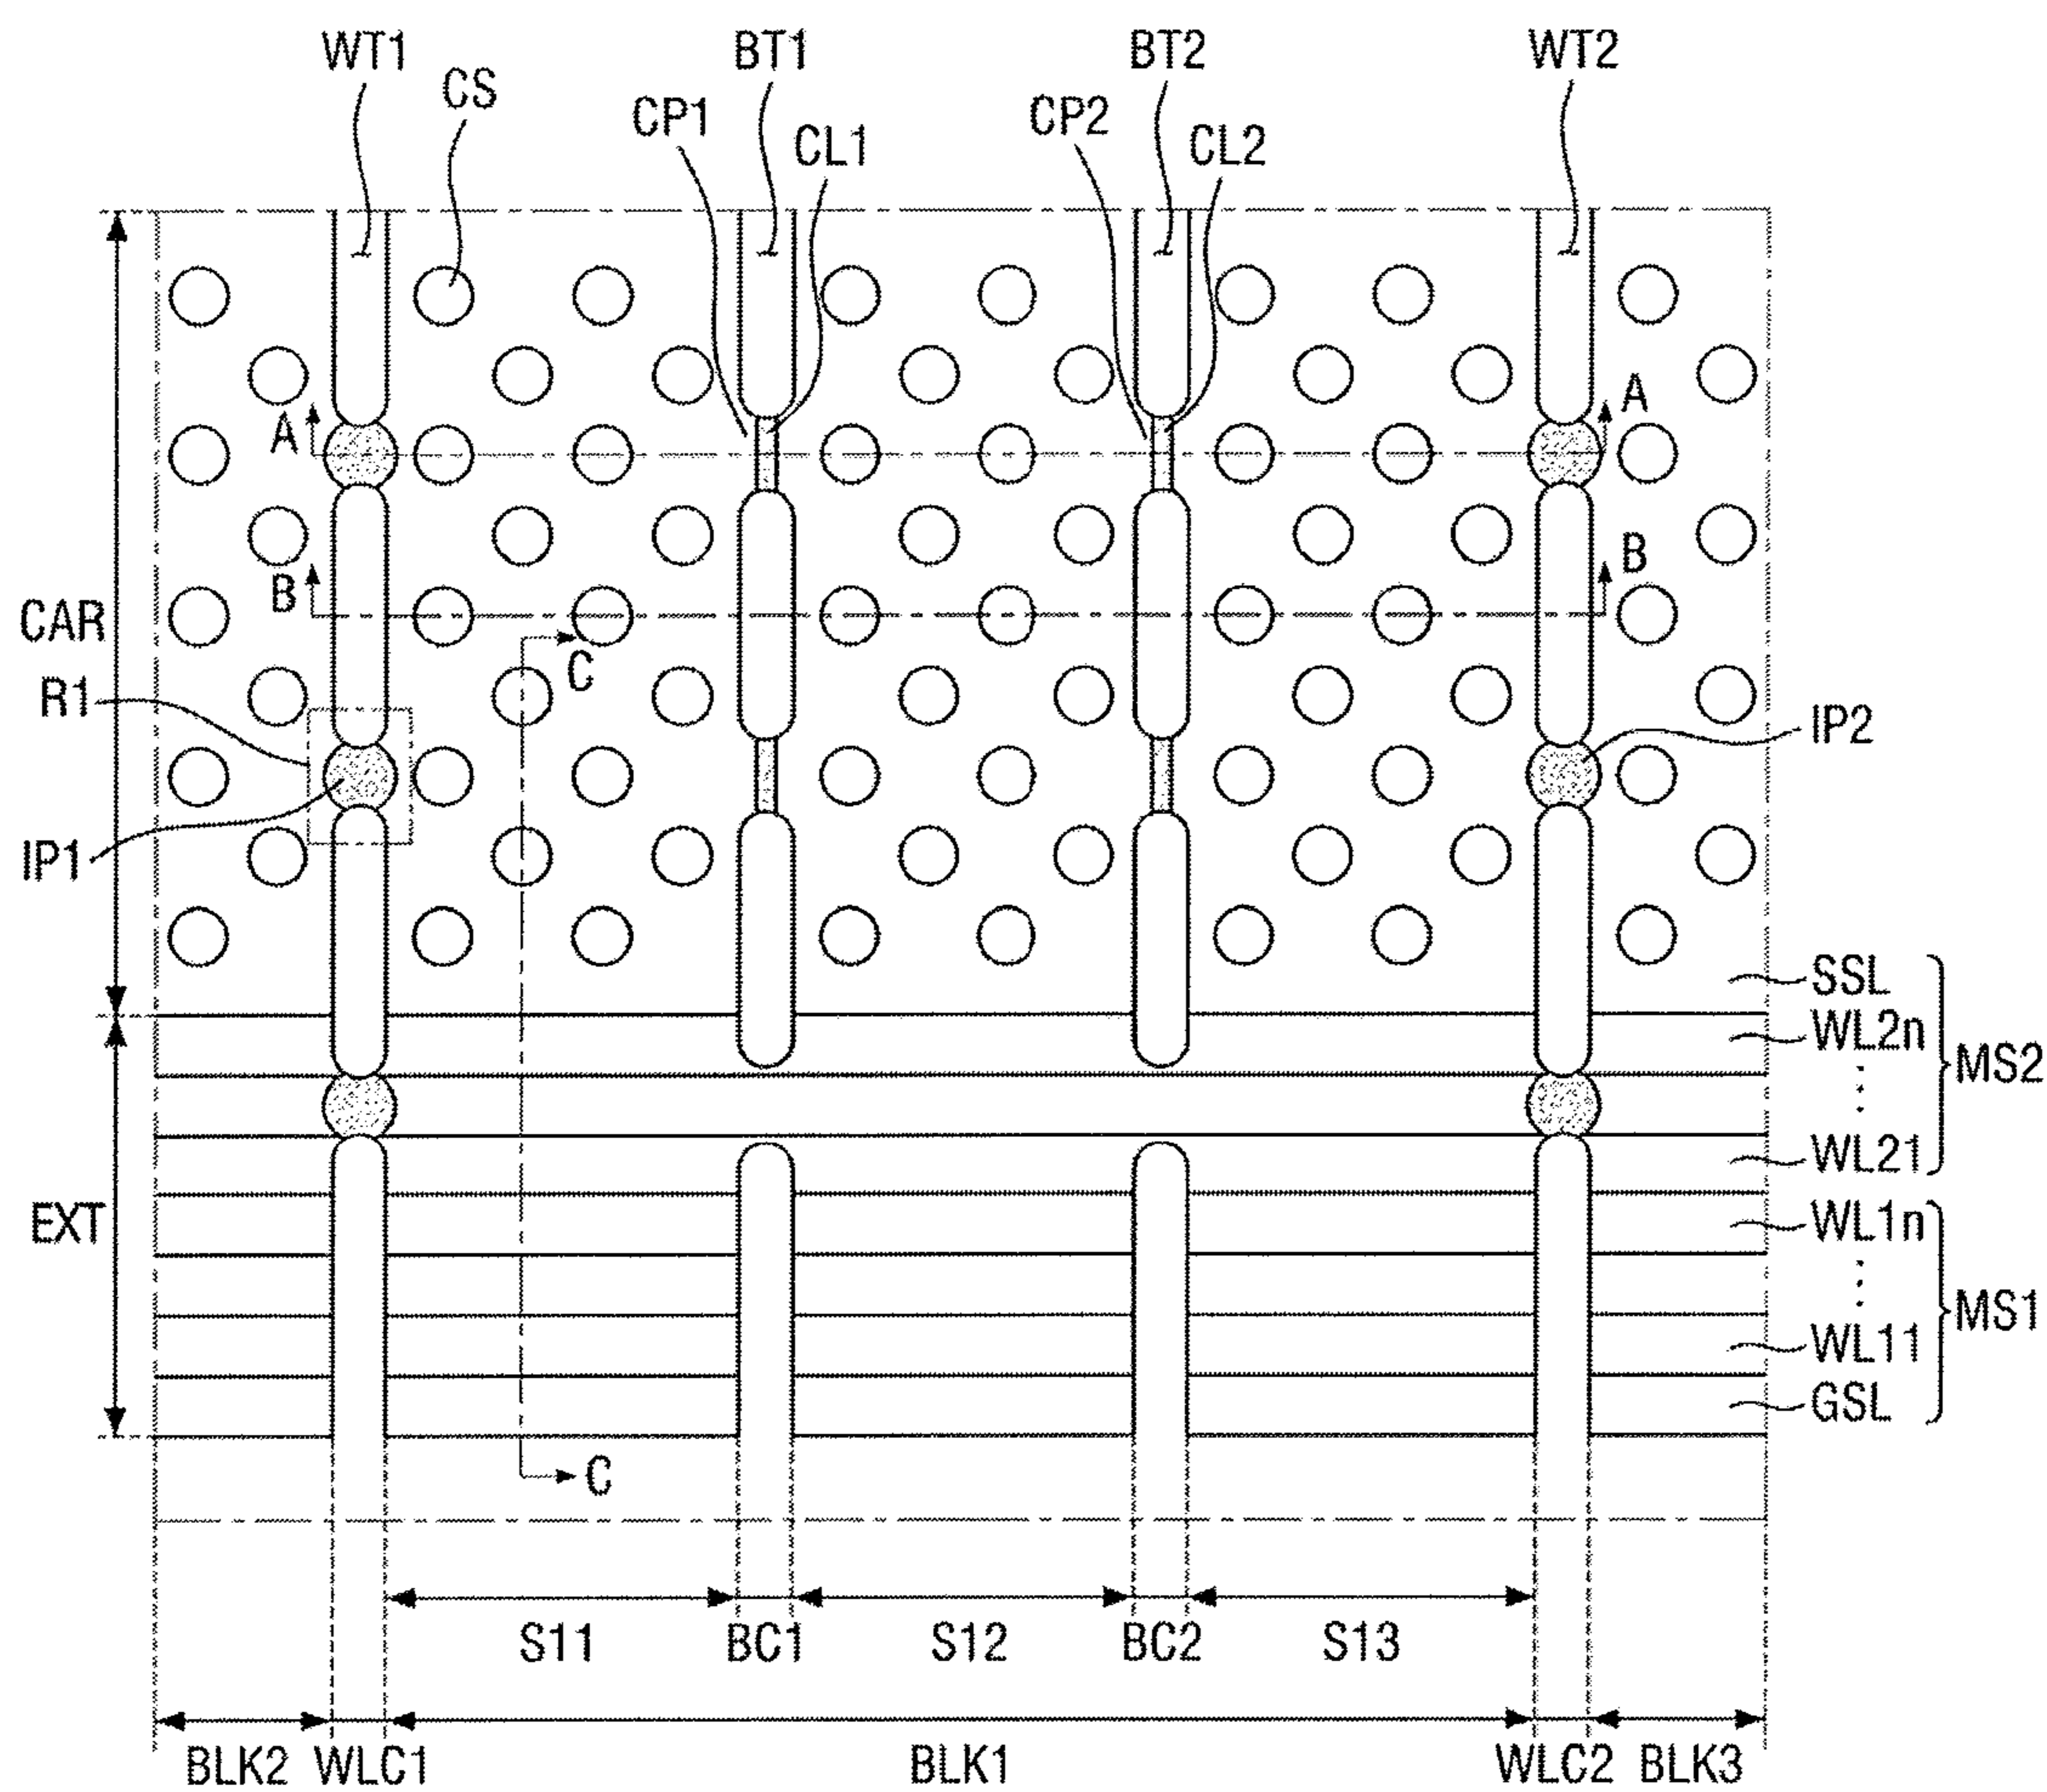 WT1 BT1 BT2 WT2
CS CP1 CL1 CP2 CL2
A A
B B
CAR
C
R1
IP2
IP1
SSL
WL2n
⋮ MS2
WL21
EXT
WL1n
⋮ MS1
WL11
GSL
C
S11 BC1 S12 BC2 S13
BLK2 WLC1 BLK1 WLC2 BLK3